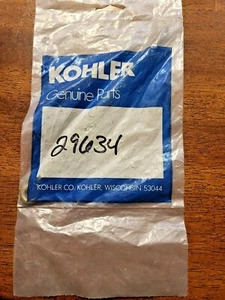 KOHLER
Genuine Parts
29634
KOHLER CO. KOHLER, WISCONSIN 53044